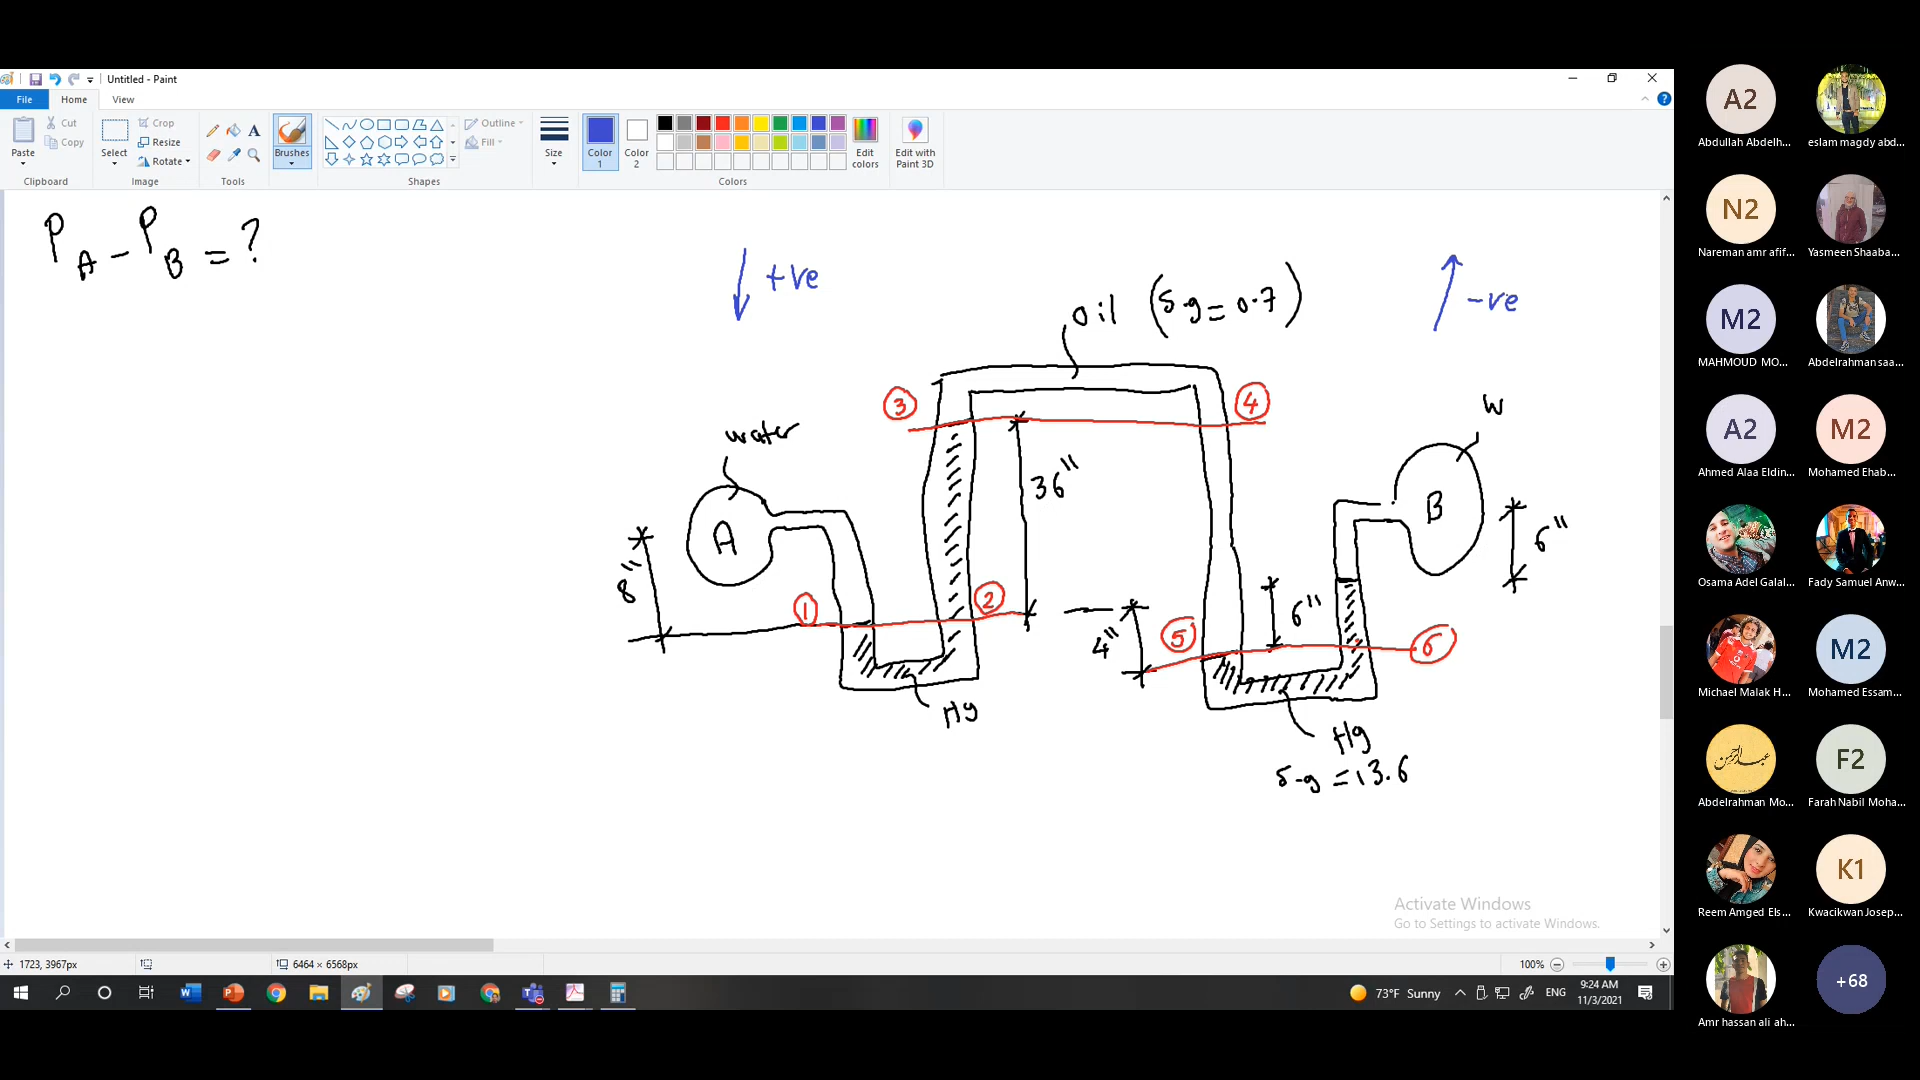 Untitled - Paint
File
Home
View
Paste
Cut
Copy
Clipboard
Select
Crop
Resize
Rotate
Image
A
Tools
Brushes
Outline
Fill
Shapes
Size
Color 1
Color 2
Colors
Edit colors
Edit with Paint 3D
P_A - P_B = ?
+ve
-ve
oil (s.g = 0.7)
3
4
water
W
36"
A
B
8"
6"
1
2
4"
5
6"
6
Hg
Hg
s.g = 13.6
Activate Windows
Go to Settings to activate Windows.
1723, 3967px
6464 × 6568px
100%
73°F Sunny
ENG
9:24 AM
11/3/2021
A2
Abdullah Abdelh...
eslam magdy abd...
N2
Nareman amr afif...
Yasmeen Shaaba...
M2
MAHMOUD MO...
Abdelrahman saa...
A2
Ahmed Alaa Eldin...
M2
Mohamed Ehab...
Osama Adel Galal...
Fady Samuel Anw...
Michael Malak H...
M2
Mohamed Essam...
عبدالرحمن
Abdelrahman Mo...
F2
Farah Nabil Moha...
Reem Amged Els...
K1
Kwacikwan Josep...
Amr hassan ali ah...
+68